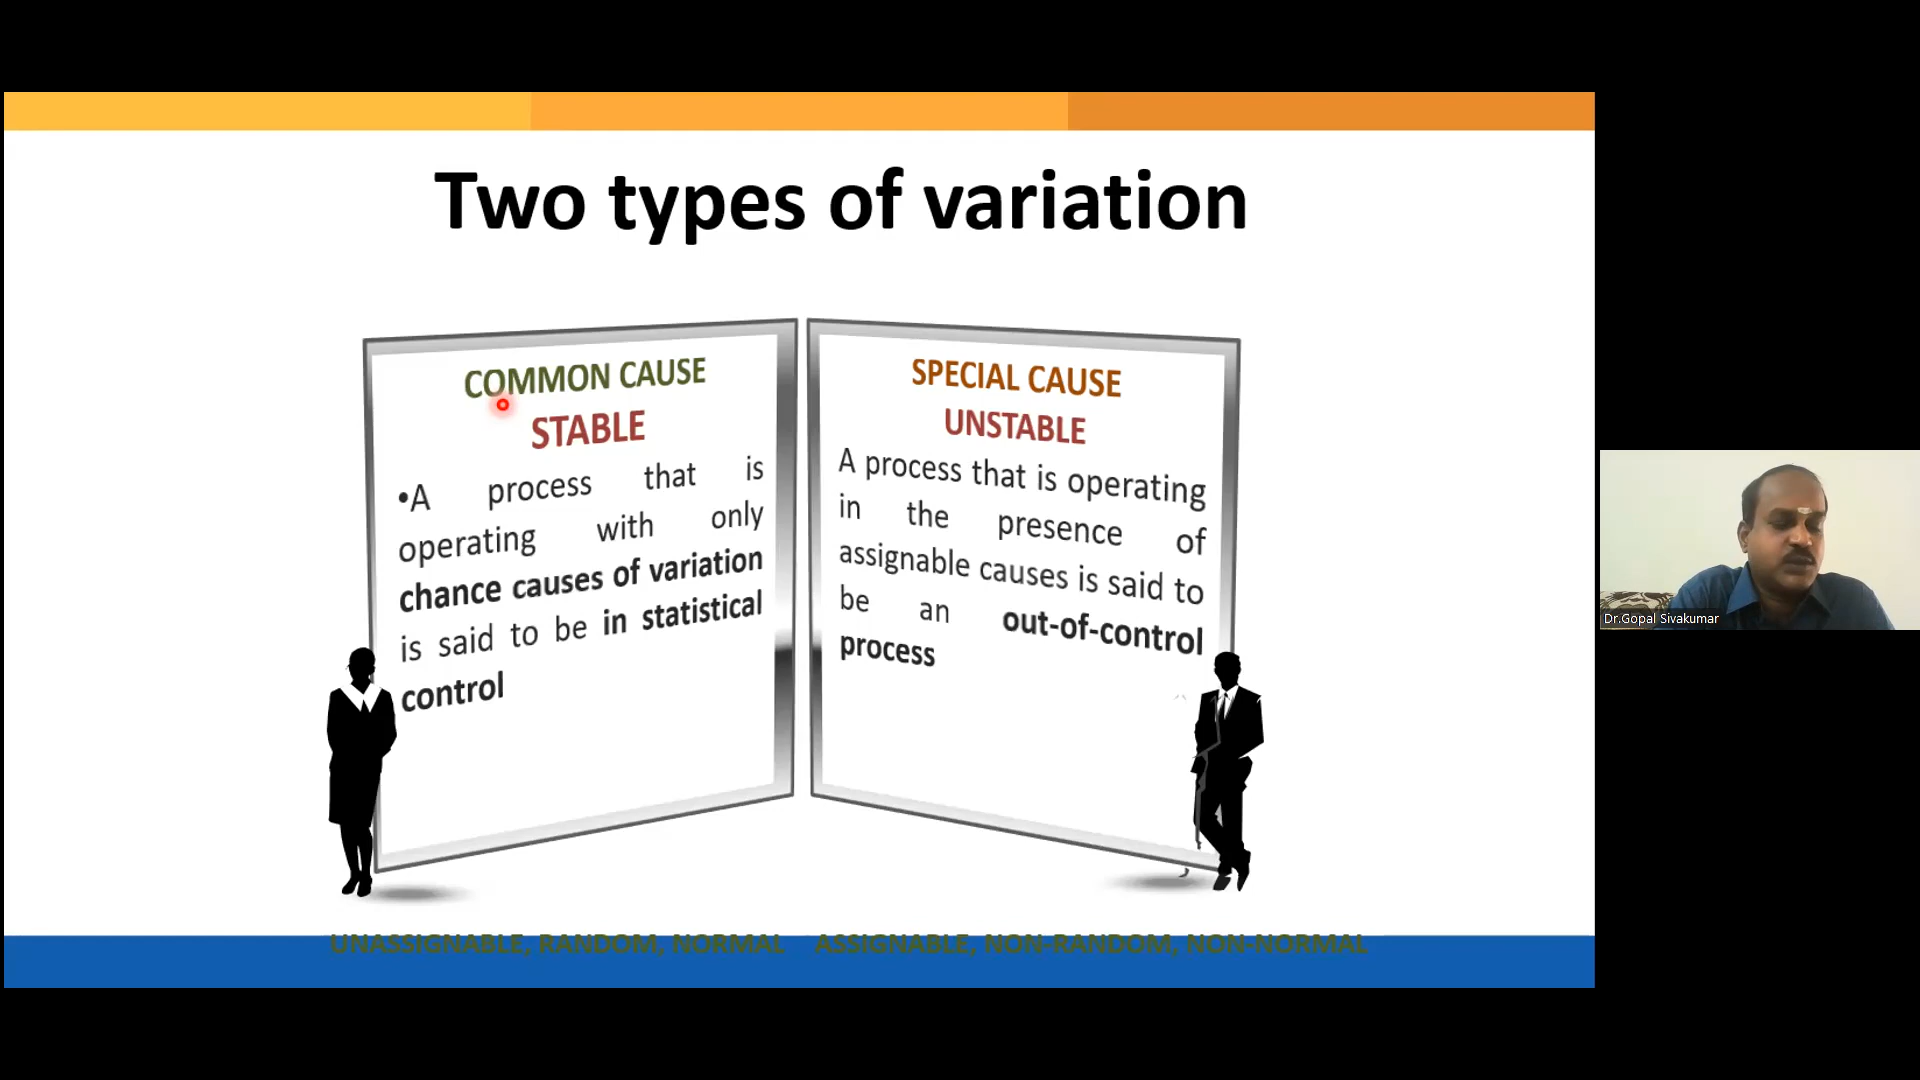 Two types of variation
COMMON CAUSE
STABLE
•A process that is
operating with only
chance causes of variation
is said to be in statistical
control
SPECIAL CAUSE
UNSTABLE
A process that is operating
in the presence of
assignable causes is said to
be an out-of-control
process
UNASSIGNABLE, RANDOM, NORMAL ASSIGNABLE, NON-RANDOM, NON-NORMAL
Dr.Gopal Sivakumar